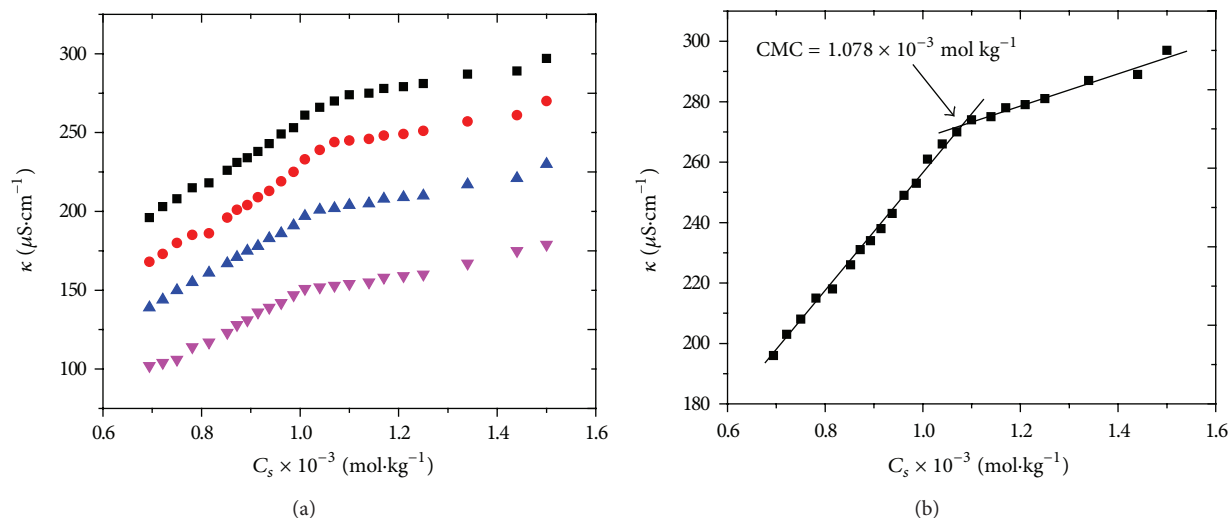 300
250
200
150
100
κ (μS·cm⁻¹)
0.6 0.8 1.0 1.2 1.4 1.6
C_s × 10⁻³ (mol·kg⁻¹)
(a)
300
280
260
240
220
200
180
κ (μS·cm⁻¹)
CMC = 1.078 × 10⁻³ mol kg⁻¹
0.6 0.8 1.0 1.2 1.4 1.6
C_s × 10⁻³ (mol·kg⁻¹)
(b)